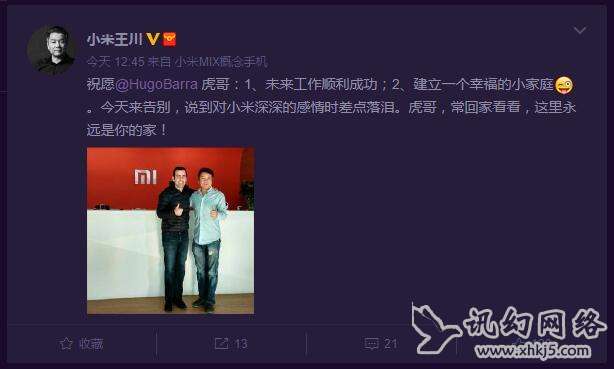 小米王川
今天 12:45 来自 小米MIX概念手机
祝愿@HugoBarra 虎哥：1、未来工作顺利成功；2、建立一个幸福的小家庭
。今天来告别，说到对小米深深的感情时差点落泪。虎哥，常回家看看，这里永
远是你的家！
MI
收藏
13
21
讯幻网络
www.xhkj5.com